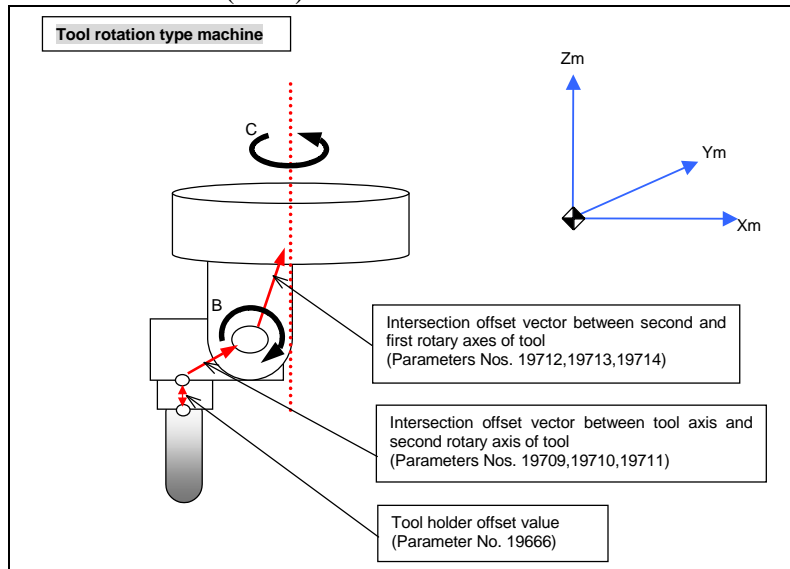 Tool rotation type machine
Zm
C
Ym
Xm
B
Intersection offset vector between second and
first rotary axes of tool
(Parameters Nos. 19712,19713,19714)
Intersection offset vector between tool axis and
second rotary axis of tool
(Parameters Nos. 19709,19710,19711)
Tool holder offset value
(Parameter No. 19666)